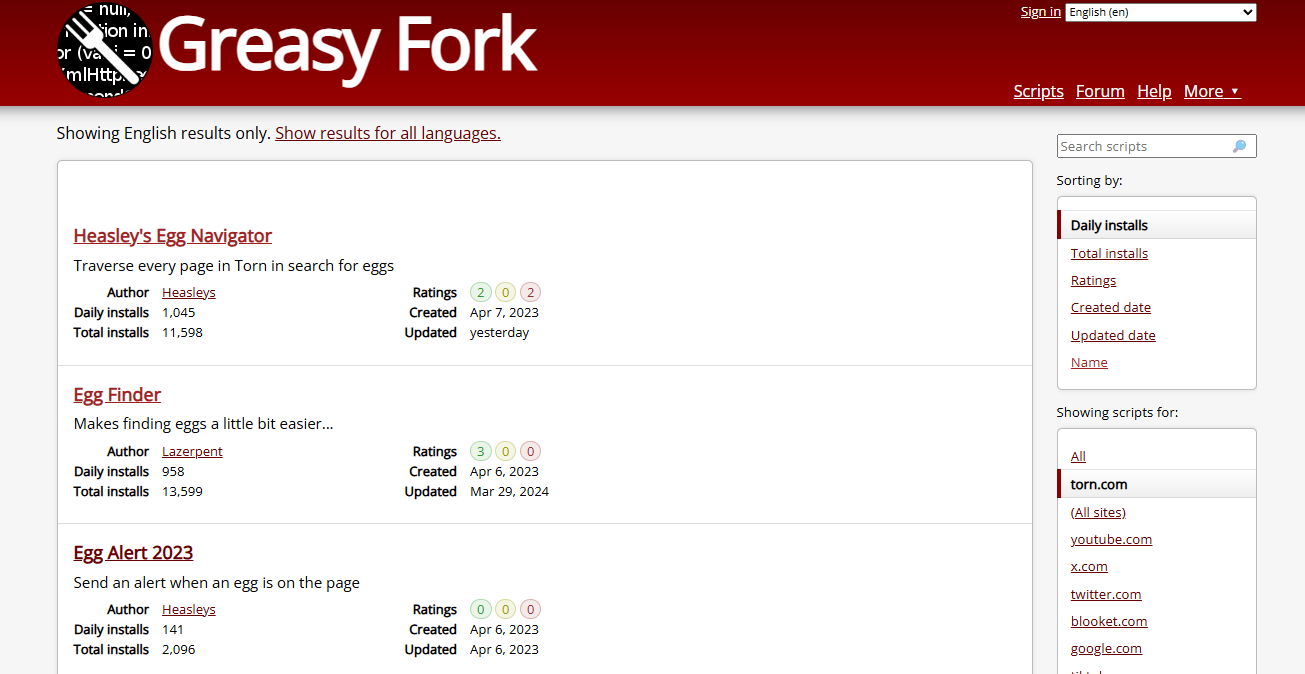 = null,
tion in
or (va i = 0
XmlHttp
Greasy Fork
Sign in English (en)
Scripts Forum Help More ▼
Showing English results only. Show results for all languages.
Heasley's Egg Navigator
Traverse every page in Torn in search for eggs
Author Heasleys Ratings 2 0 2
Daily installs 1,045 Created Apr 7, 2023
Total installs 11,598 Updated yesterday
Egg Finder
Makes finding eggs a little bit easier...
Author Lazerpent Ratings 3 0 0
Daily installs 958 Created Apr 6, 2023
Total installs 13,599 Updated Mar 29, 2024
Egg Alert 2023
Send an alert when an egg is on the page
Author Heasleys Ratings 0 0 0
Daily installs 141 Created Apr 6, 2023
Total installs 2,096 Updated Apr 6, 2023
Search scripts
Sorting by:
Daily installs
Total installs
Ratings
Created date
Updated date
Name
Showing scripts for:
All
torn.com
(All sites)
youtube.com
x.com
twitter.com
blooket.com
google.com